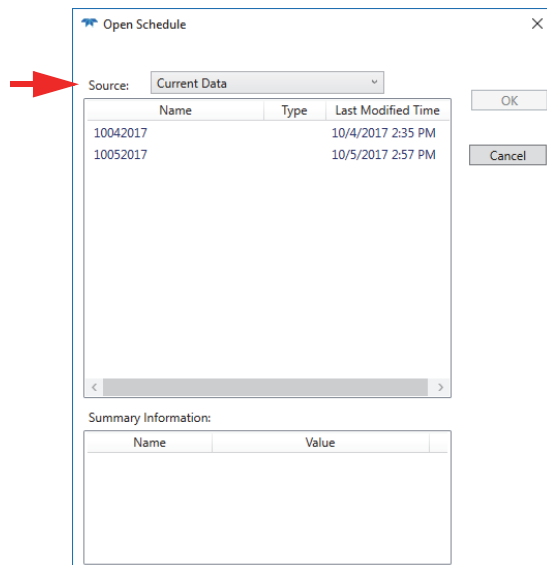 Open Schedule
Source: Current Data
OK
Name Type Last Modified Time
10042017 10/4/2017 2:35 PM
10052017 10/5/2017 2:57 PM
Cancel
Summary Information:
Name Value